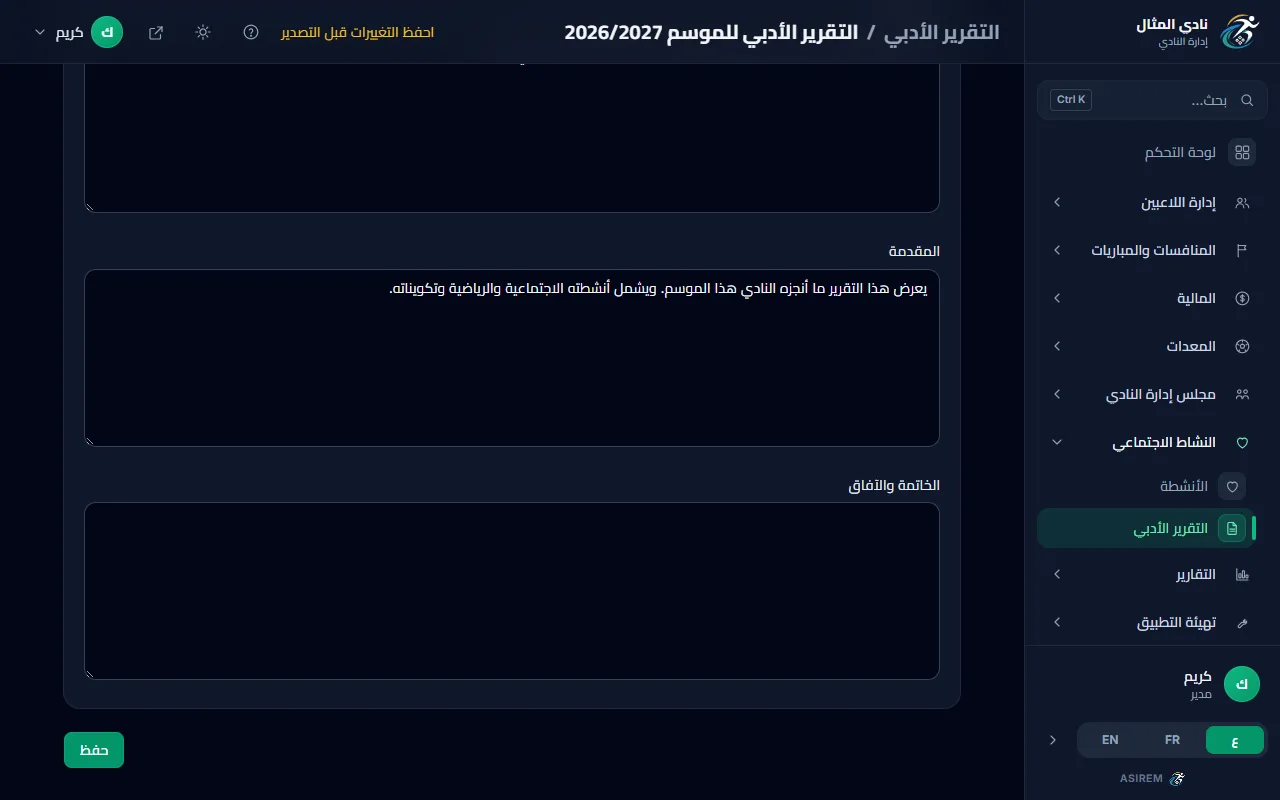 نادي المثال
إدارة النادي
التقرير الأدبي / التقرير الأدبي للموسم 2026/2027
احفظ التغييرات قبل التصدير
ك
كريم
بحث...
Ctrl K
لوحة التحكم
إدارة اللاعبين
المنافسات والمباريات
المالية
المعدات
مجلس إدارة النادي
النشاط الاجتماعي
الأنشطة
التقرير الأدبي
التقارير
تهيئة التطبيق
ك
كريم
مدير
ع
FR
EN
ASIREM
المقدمة
يعرض هذا التقرير ما أنجزه النادي هذا الموسم. ويشمل أنشطته الاجتماعية والرياضية وتكويناته.
الخاتمة والآفاق
حفظ